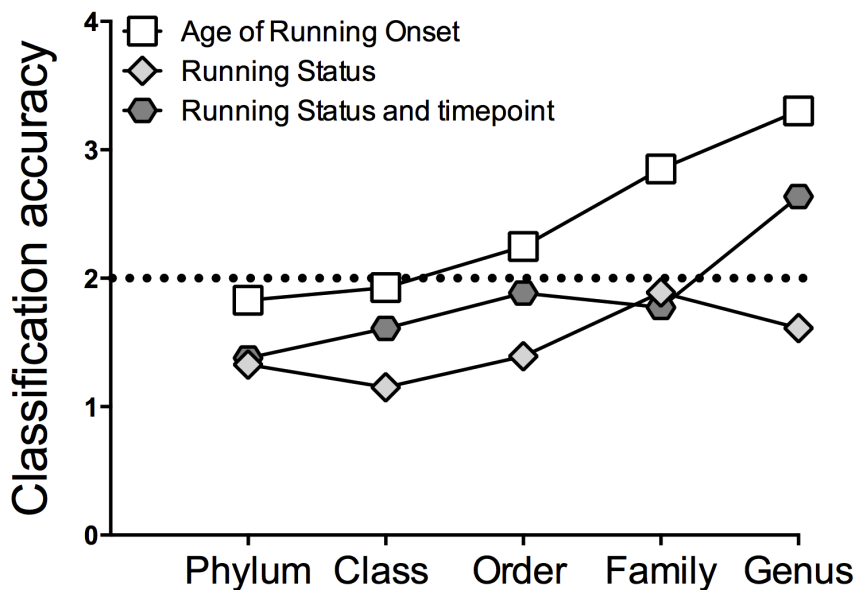 4
Age of Running Onset
Running Status
Running Status and timepoint
3
Classification accuracy
2
1
0
Phylum Class Order Family Genus